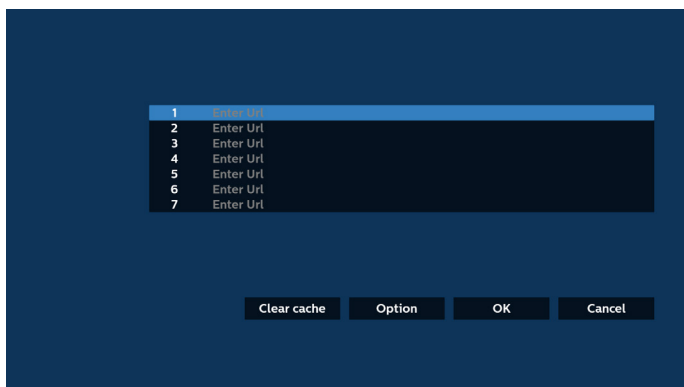 1 Enter Url
2 Enter Url
3 Enter Url
4 Enter Url
5 Enter Url
6 Enter Url
7 Enter Url
Clear cache Option OK Cancel